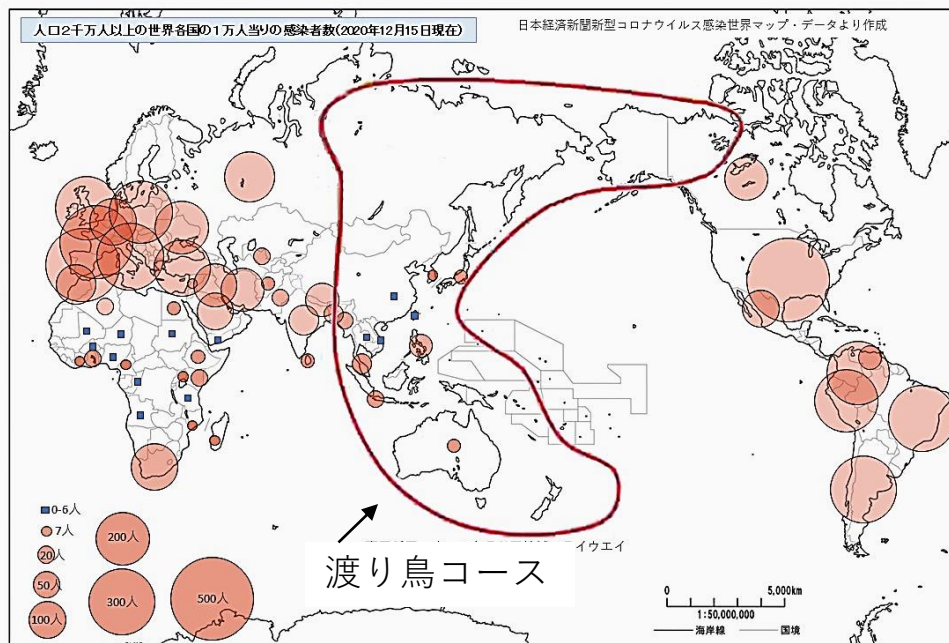 人口2千万人以上の世界各国の1万人当りの感染者数(2020年12月15日現在)
日本経済新聞新型コロナウイルス感染世界マップ・データより作成
0-6人
7人
20人
50人
100人
200人
300人
500人
イウエイ
渡り鳥コース
0 5,000km
1:50,000,000
海岸線 国境